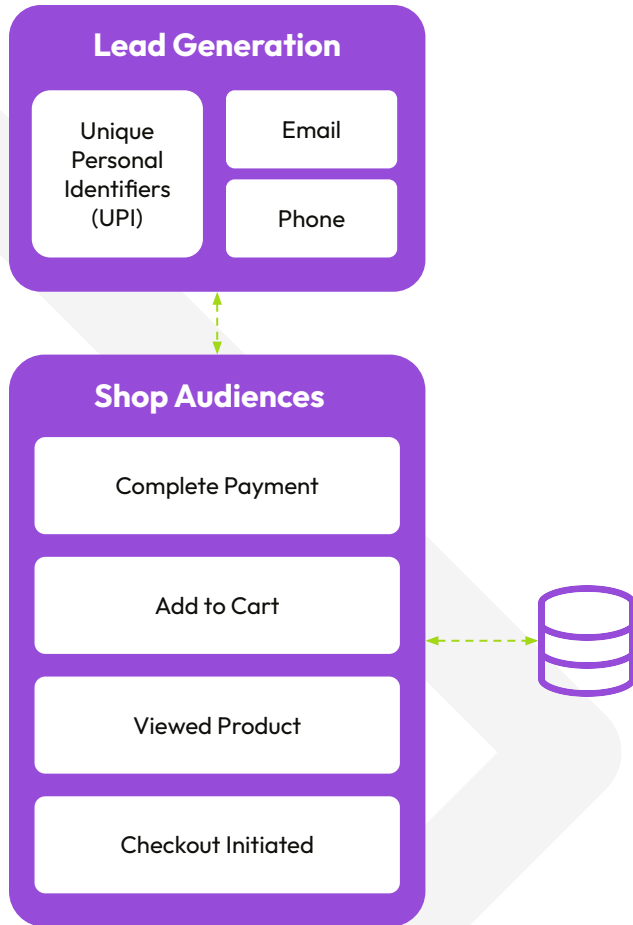 Lead Generation
Unique
Personal
Identifiers
(UPI)
Email
Phone
Shop Audiences
Complete Payment
Add to Cart
Viewed Product
Checkout Initiated